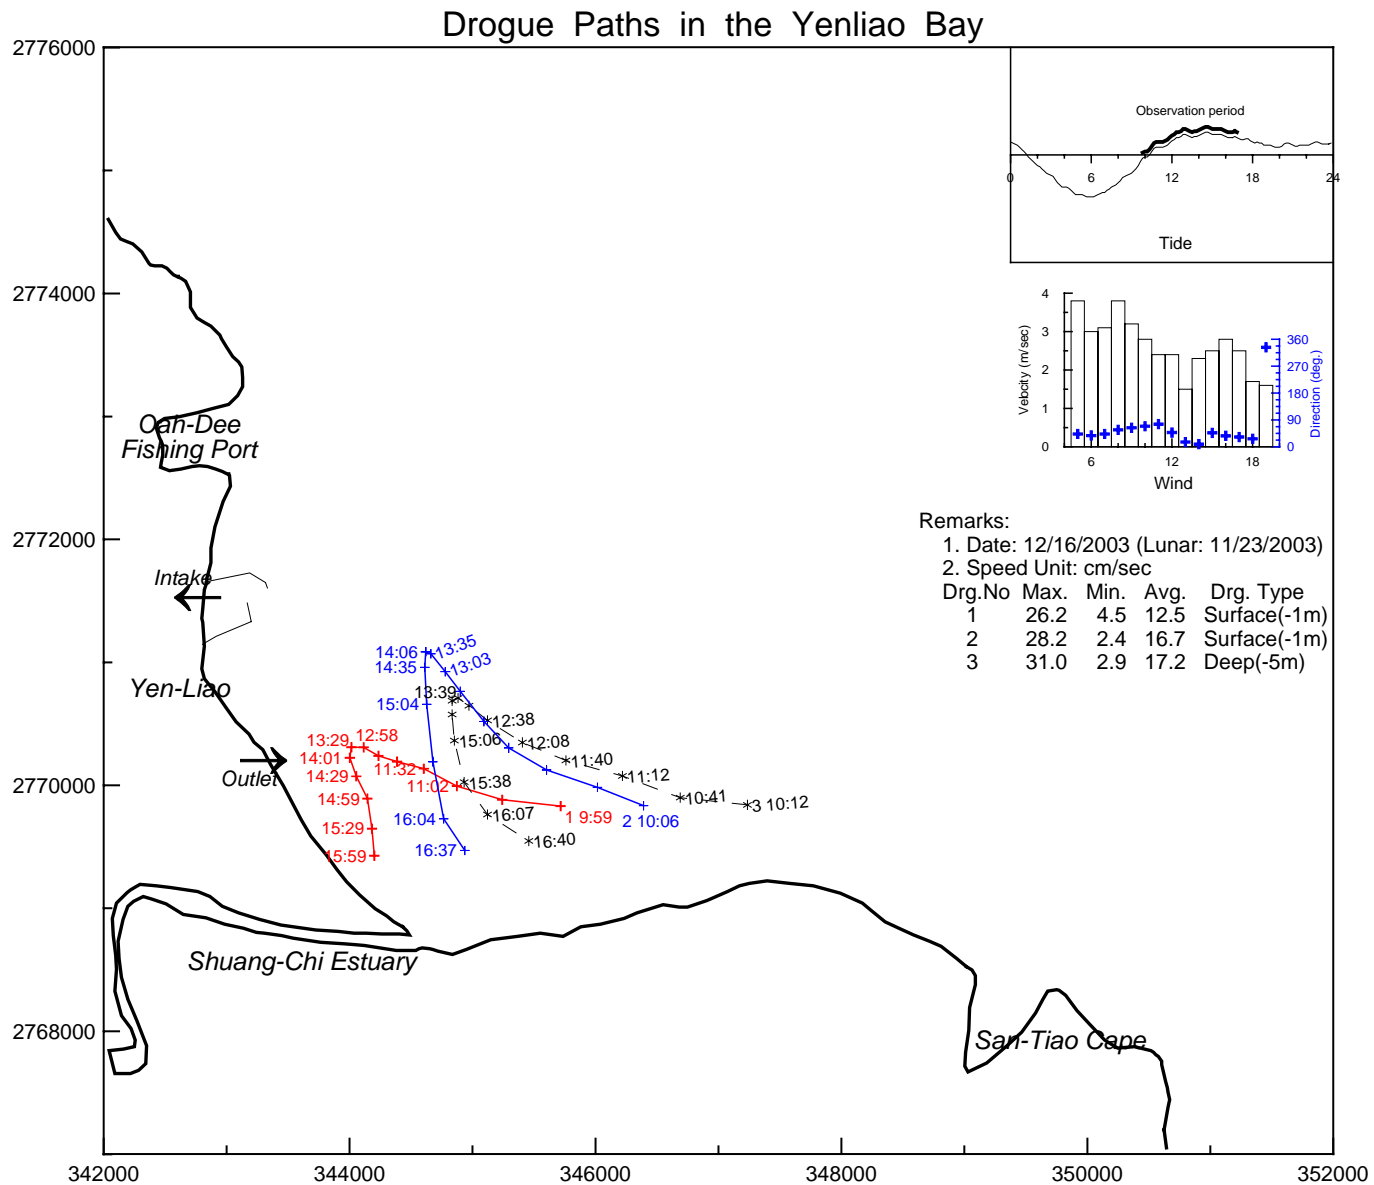 Drogue Paths in the Yenliao Bay
2776000
2774000
2772000
2770000
2768000
342000
344000
346000
348000
350000
352000
Observation period
0
6
12
18
24
Tide
4
3
2
1
0
Velocity (m/sec)
360
270
180
90
0
Direction (deg.)
6
12
18
Wind
Remarks:
1. Date: 12/16/2003 (Lunar: 11/23/2003)
2. Speed Unit: cm/sec
Drg.No Max. Min. Avg. Drg. Type
1 26.2 4.5 12.5 Surface(-1m)
2 28.2 2.4 16.7 Surface(-1m)
3 31.0 2.9 17.2 Deep(-5m)
Oah-Dee
Fishing Port
Intake
Yen-Liao
Outlet
Shuang-Chi Estuary
San-Tiao Cape
14:06
13:35
14:35
13:03
15:04
16:04
16:37
2 10:06
13:39
12:38
12:08
11:40
11:12
10:41
3 10:12
15:06
15:38
16:07
16:40
13:29
12:58
14:01
11:32
14:29
11:02
14:59
1 9:59
15:29
15:59